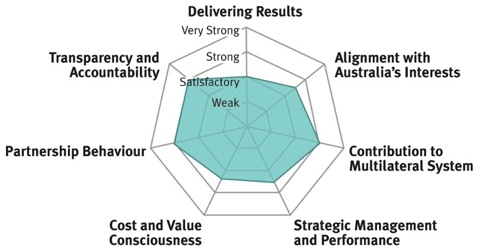 Delivering Results
Very Strong
Strong
Satisfactory
Weak
Transparency and
Accountability
Alignment with
Australia's Interests
Partnership Behaviour
Contribution to
Multilateral System
Cost and Value
Consciousness
Strategic Management
and Performance